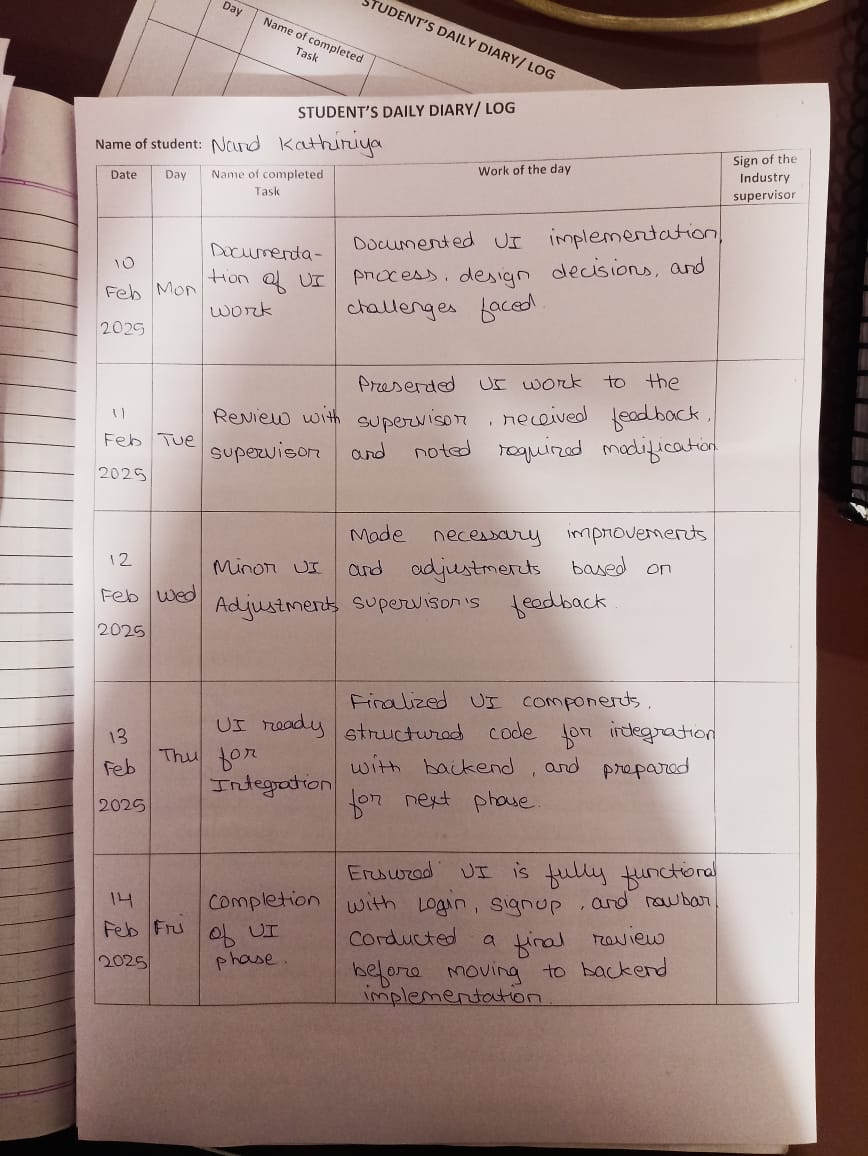 Day
Name of completed
Task
STUDENT'S DAILY DIARY/ LOG
STUDENT'S DAILY DIARY/ LOG
Name of student: Nand Kathiriya
Date
Day
Name of completed
Task
Work of the day
Sign of the
Industry
supervisor
10
Feb
2025
Mon
Documenta-
tion of UI
work
Documented UI implementation
process, design decisions, and
challenges faced.
11
Feb
2025
Tue
Review with
supervisor
Presented UI work to the
supervisor, received feedback,
and noted required modification
12
Feb
2025
Wed
Minor UI
Adjustments
Made necessary improvements
and adjustments based on
supervisor's feedback.
13
Feb
2025
Thu
UI ready
for
Integration
Finalized UI components,
structured code for integration
with backend, and prepared
for next phase.
14
Feb
2025
Fri
Completion
of UI
phase.
Ensured UI is fully functional
with Login, signup, and navbar.
Conducted a final review
before moving to backend
implementation.